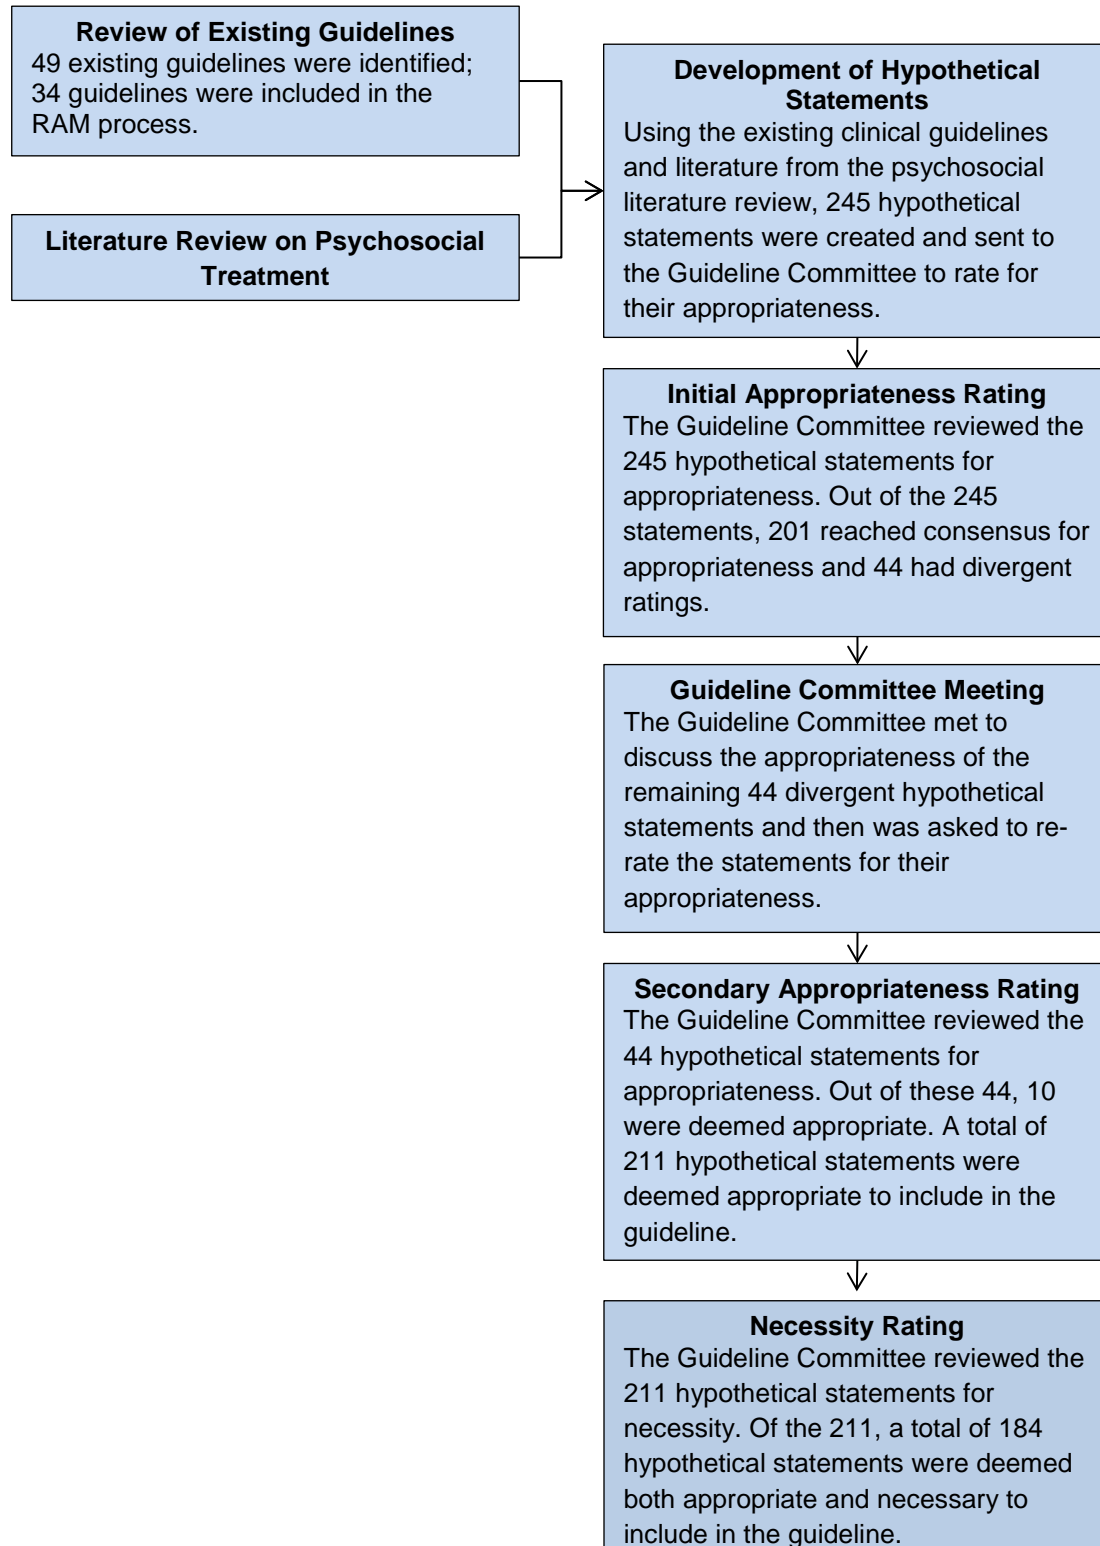 Review of Existing Guidelines
49 existing guidelines were identified;
34 guidelines were included in the
RAM process.
Literature Review on Psychosocial
Treatment
Development of Hypothetical
Statements
Using the existing clinical guidelines
and literature from the psychosocial
literature review, 245 hypothetical
statements were created and sent to
the Guideline Committee to rate for
their appropriateness.
Initial Appropriateness Rating
The Guideline Committee reviewed the
245 hypothetical statements for
appropriateness. Out of the 245
statements, 201 reached consensus for
appropriateness and 44 had divergent
ratings.
Guideline Committee Meeting
The Guideline Committee met to
discuss the appropriateness of the
remaining 44 divergent hypothetical
statements and then was asked to re-
rate the statements for their
appropriateness.
Secondary Appropriateness Rating
The Guideline Committee reviewed the
44 hypothetical statements for
appropriateness. Out of these 44, 10
were deemed appropriate. A total of
211 hypothetical statements were
deemed appropriate to include in the
guideline.
Necessity Rating
The Guideline Committee reviewed the
211 hypothetical statements for
necessity. Of the 211, a total of 184
hypothetical statements were deemed
both appropriate and necessary to
include in the guideline.